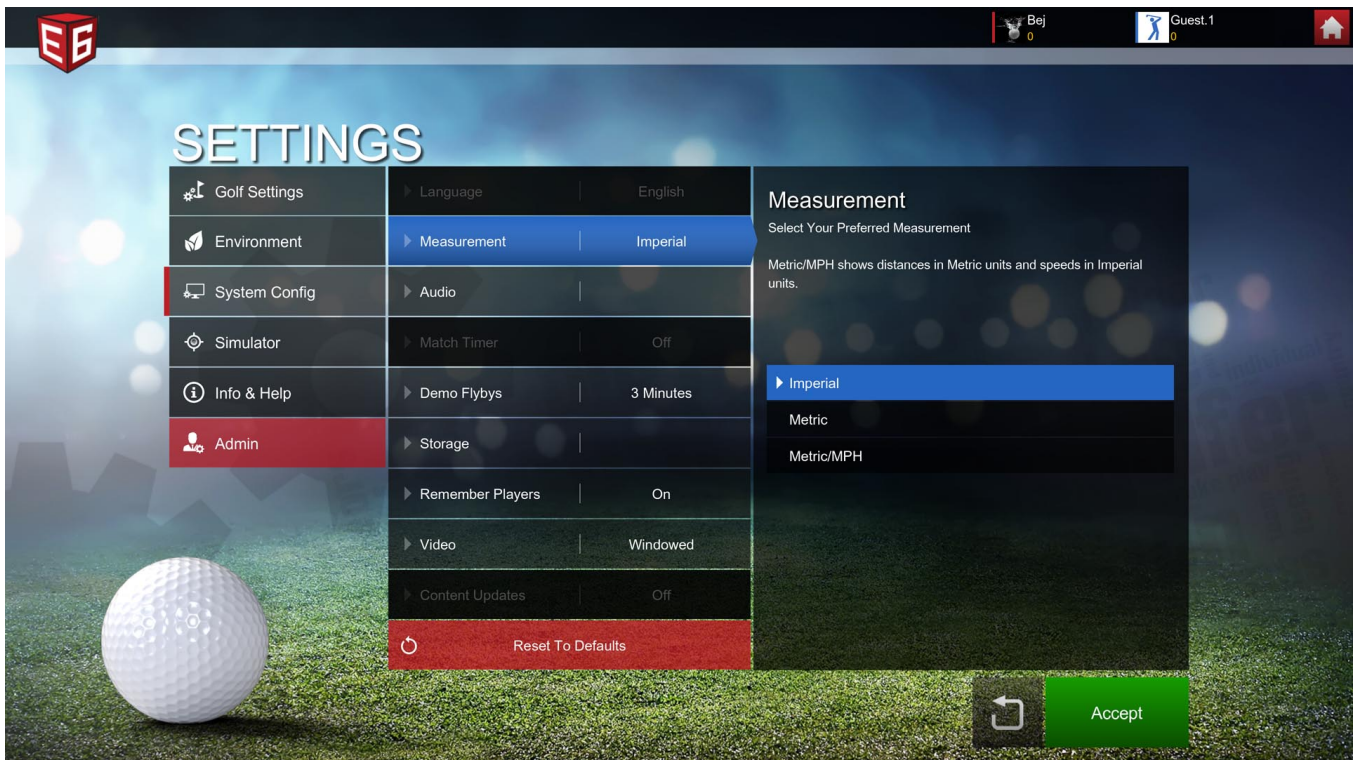 E6
Bej
0
Guest.1
0
SETTINGS
Golf Settings
Environment
System Config
Simulator
Info & Help
Admin
Language English
Measurement Imperial
Audio
Match Timer Off
Demo Flybys 3 Minutes
Storage
Remember Players On
Video Windowed
Content Updates Off
Reset To Defaults
Measurement
Select Your Preferred Measurement
Metric/MPH shows distances in Metric units and speeds in Imperial
units.
Imperial
Metric
Metric/MPH
Accept